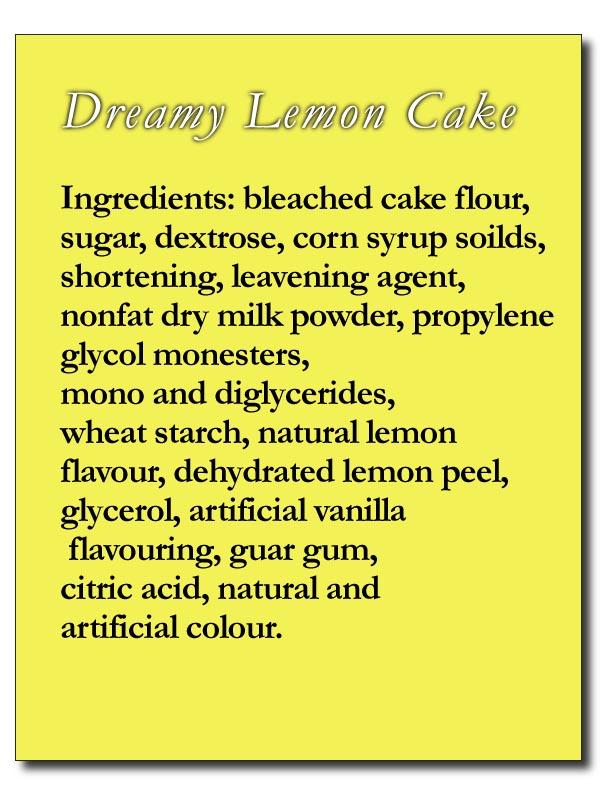 Dreamy Lemon Cake
Ingredients: bleached cake flour,
sugar, dextrose, corn syrup soilds,
shortening, leavening agent,
nonfat dry milk powder, propylene
glycol monesters,
mono and diglycerides,
wheat starch, natural lemon
flavour, dehydrated lemon peel,
glycerol, artificial vanilla
flavouring, guar gum,
citric acid, natural and
artificial colour.